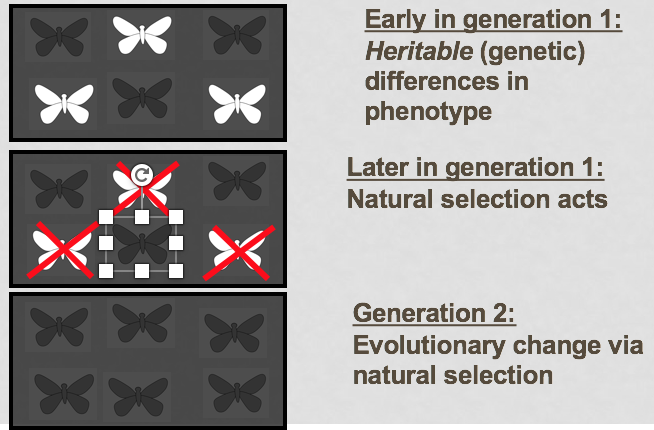 Early in generation 1:
Heritable (genetic)
differences in
phenotype
Later in generation 1:
Natural selection acts
Generation 2:
Evolutionary change via
natural selection